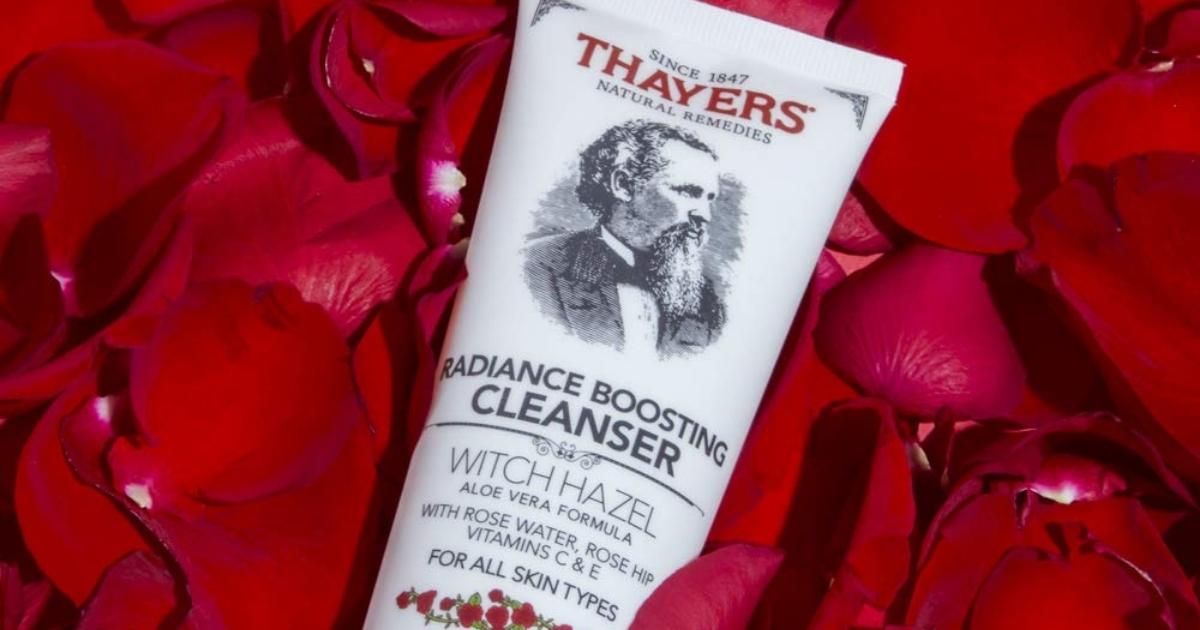 SINCE 1847
THAYERS
NATURAL REMEDIES
RADIANCE BOOSTING
CLEANSER
WITCH HAZEL
ALOE VERA FORMULA
WITH ROSE WATER, ROSE HIP
VITAMINS C & E
FOR ALL SKIN TYPES